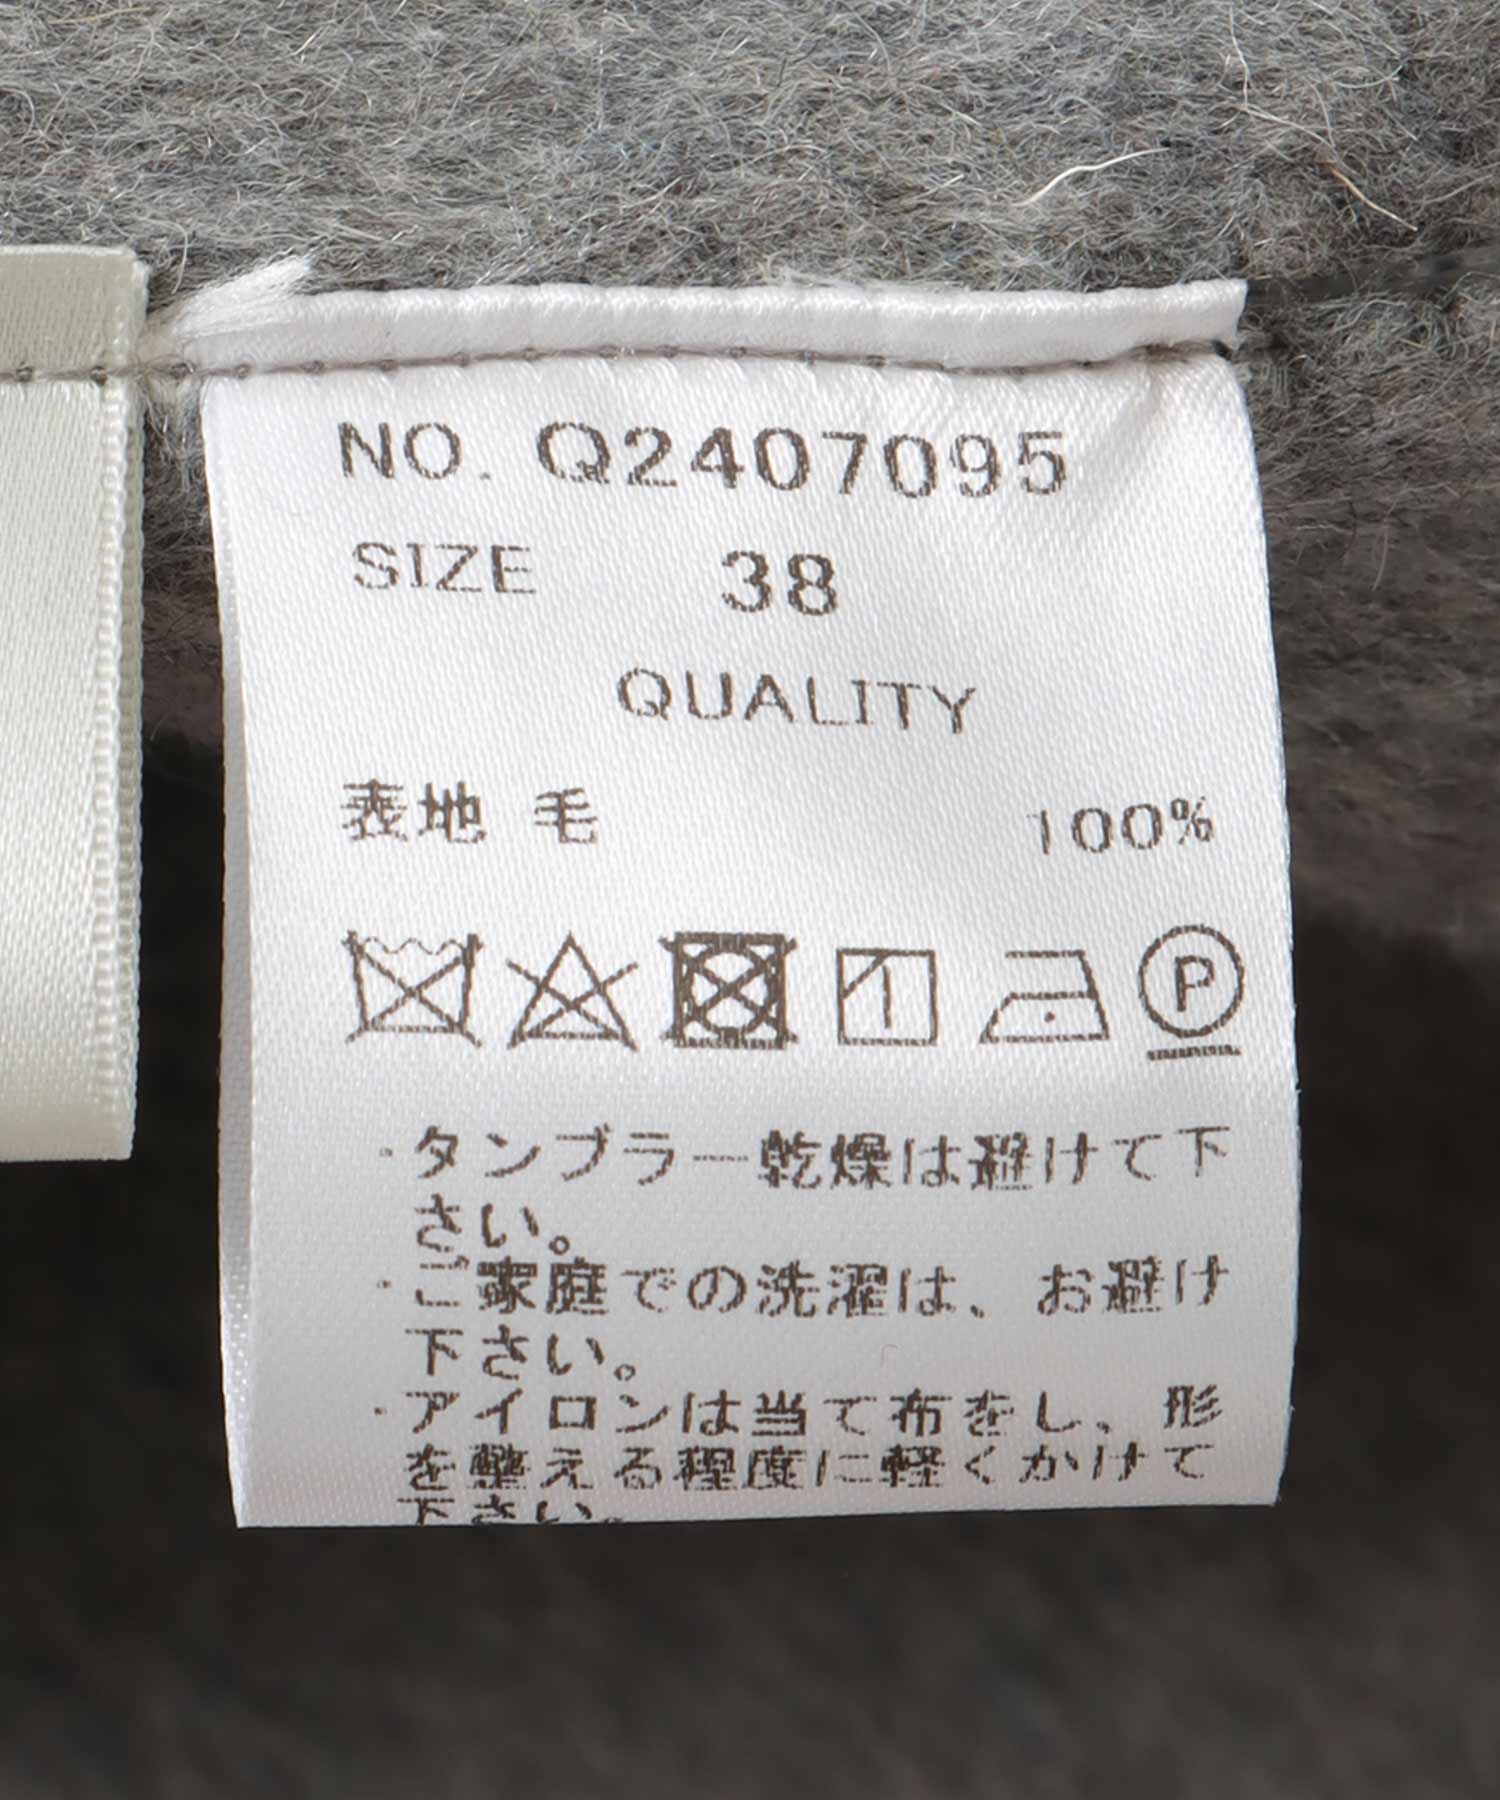 NO. Q2407095
SIZE 38
QUALITY
表地 毛 100%
P
・タンブラー乾燥は避けて下
さい。
・ご家庭での洗濯は、お避け
下さい。
・アイロンは当て布をし、形
を整える程度に軽くかけて
下さい。